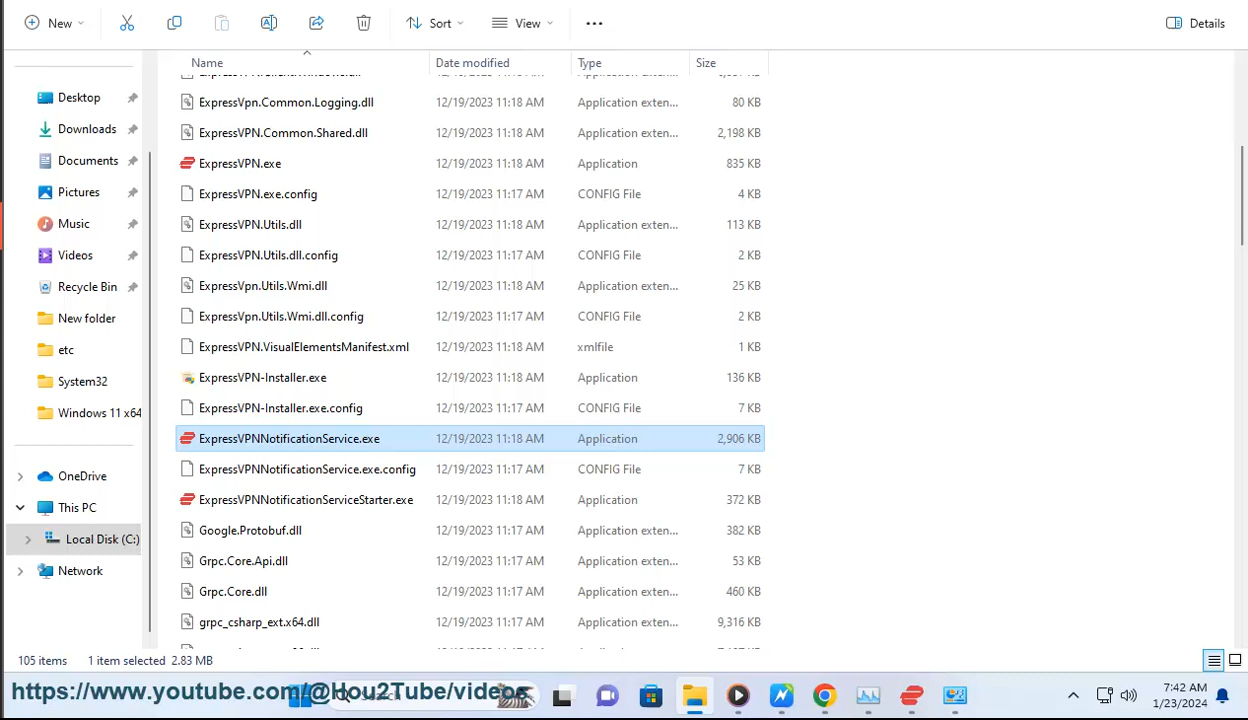 New
Sort
View
Details
Name Date modified Type Size
ExpressVpn.Common.Logging.dll 12/19/2023 11:18 AM Application exten... 80 KB
ExpressVPN.Common.Shared.dll 12/19/2023 11:18 AM Application exten... 2,198 KB
ExpressVPN.exe 12/19/2023 11:18 AM Application 835 KB
ExpressVPN.exe.config 12/19/2023 11:17 AM CONFIG File 4 KB
ExpressVPN.Utils.dll 12/19/2023 11:18 AM Application exten... 113 KB
ExpressVPN.Utils.dll.config 12/19/2023 11:17 AM CONFIG File 2 KB
ExpressVpn.Utils.Wmi.dll 12/19/2023 11:18 AM Application exten... 25 KB
ExpressVpn.Utils.Wmi.dll.config 12/19/2023 11:17 AM CONFIG File 2 KB
ExpressVPN.VisualElementsManifest.xml 12/19/2023 11:18 AM xmlfile 1 KB
ExpressVPN-Installer.exe 12/19/2023 11:18 AM Application 136 KB
ExpressVPN-Installer.exe.config 12/19/2023 11:17 AM CONFIG File 7 KB
ExpressVPNNotificationService.exe 12/19/2023 11:18 AM Application 2,906 KB
ExpressVPNNotificationService.exe.config 12/19/2023 11:17 AM CONFIG File 7 KB
ExpressVPNNotificationServiceStarter.exe 12/19/2023 11:18 AM Application 372 KB
Google.Protobuf.dll 12/19/2023 11:17 AM Application exten... 382 KB
Grpc.Core.Api.dll 12/19/2023 11:17 AM Application exten... 53 KB
Grpc.Core.dll 12/19/2023 11:17 AM Application exten... 460 KB
grpc_csharp_ext.x64.dll 12/19/2023 11:17 AM Application exten... 9,316 KB
Desktop
Downloads
Documents
Pictures
Music
Videos
Recycle Bin
New folder
etc
System32
Windows 11 x64
OneDrive
This PC
Local Disk (C:)
Network
105 items 1 item selected 2.83 MB
https://www.youtube.com/@Hou2Tube/videos
7:42 AM
1/23/2024